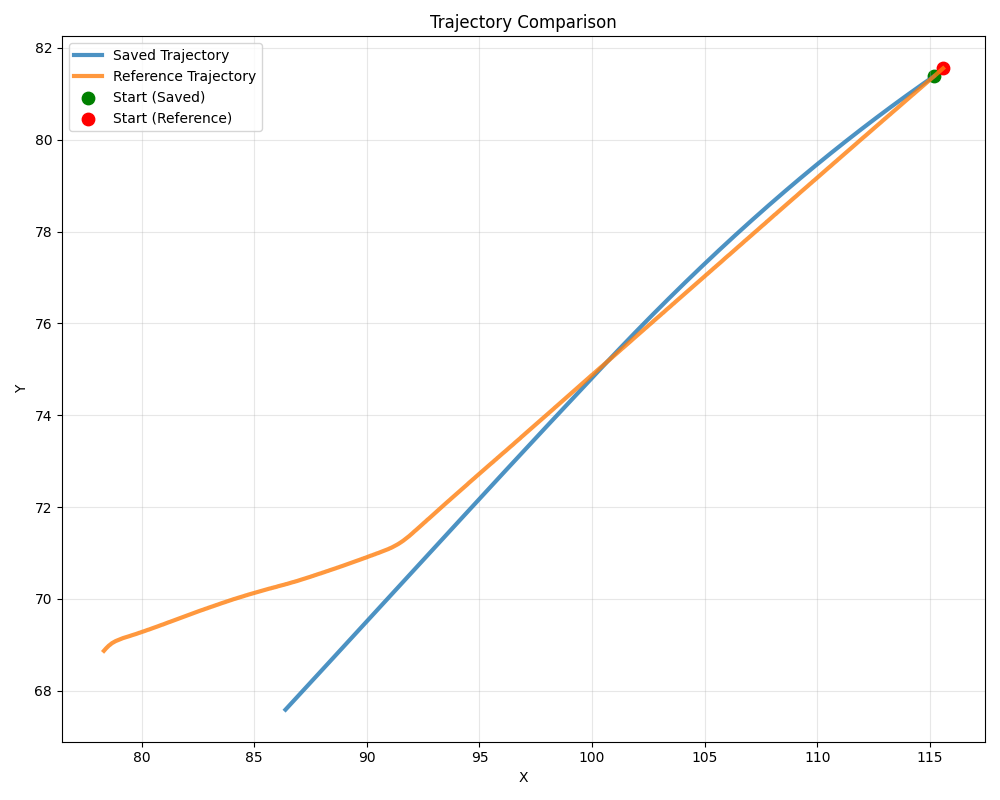 Trajectory Comparison
Saved Trajectory
Reference Trajectory
Start (Saved)
Start (Reference)
82
80
78
76
74
72
70
68
Y
80
85
90
95
100
105
110
115
X